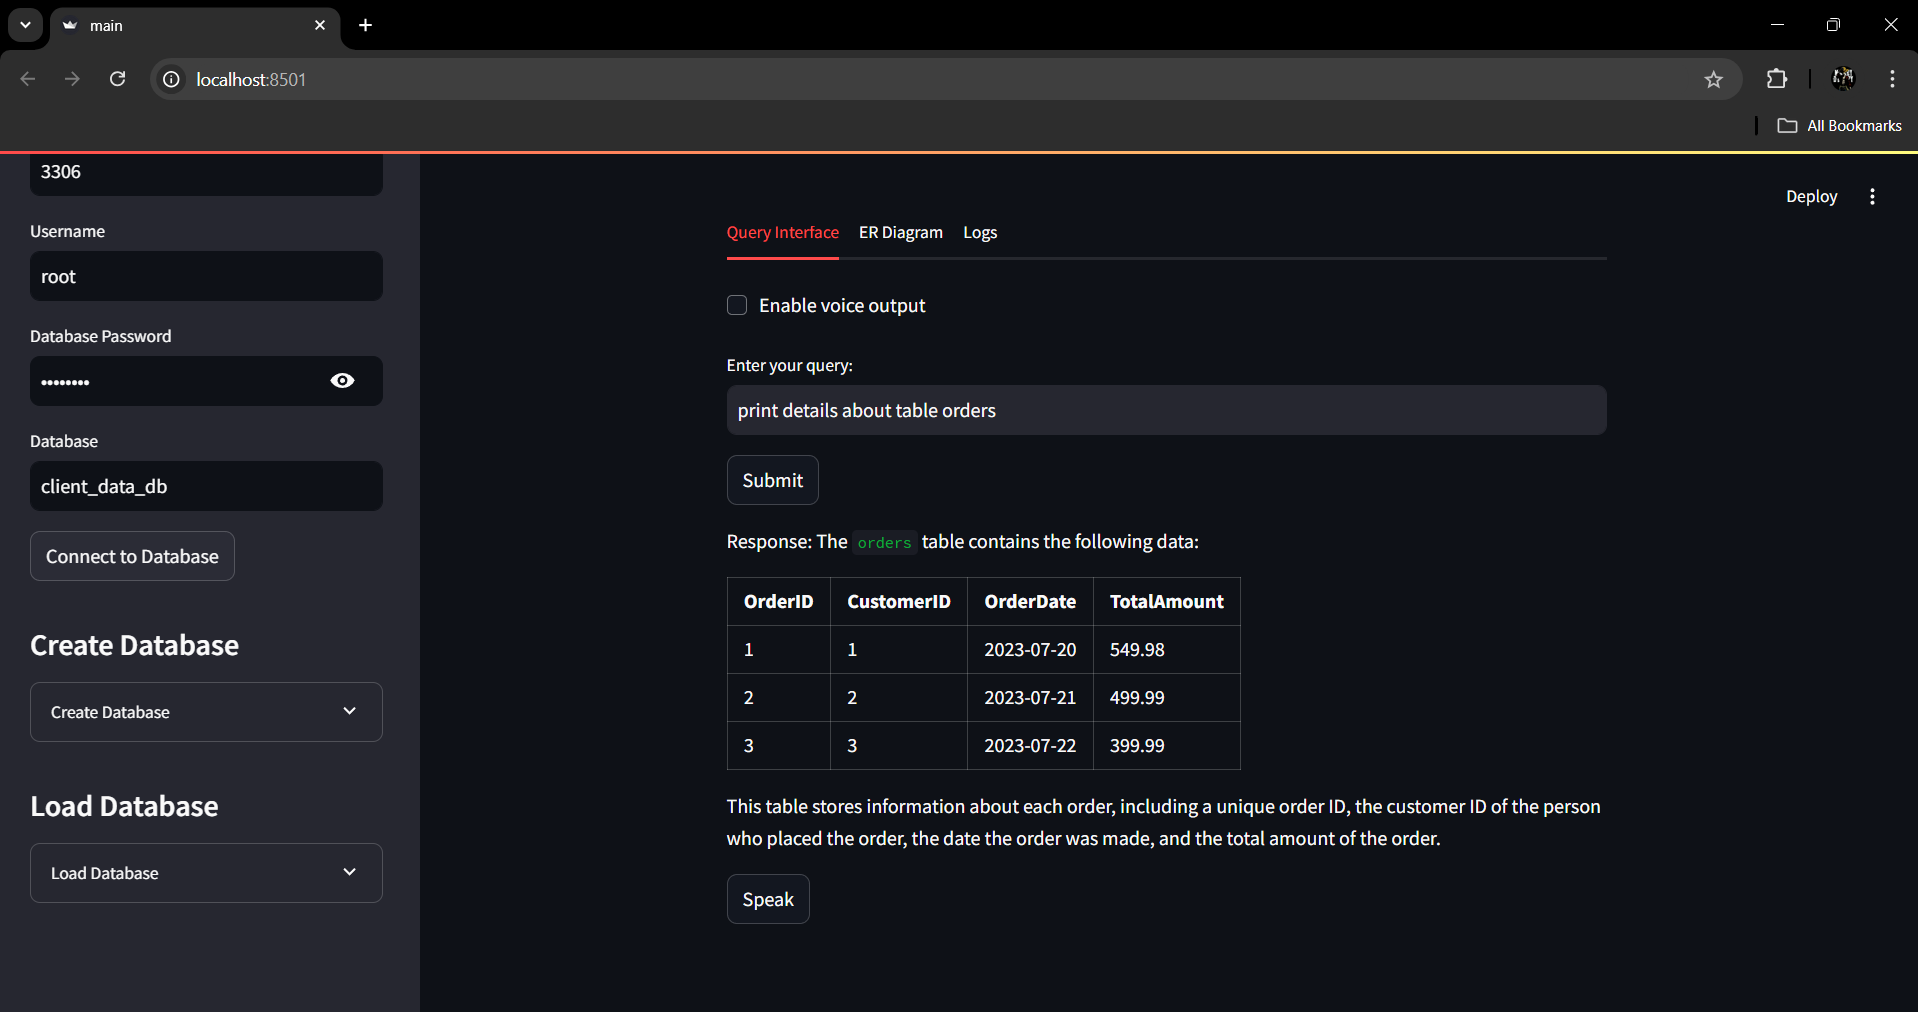 main
localhost:8501
All Bookmarks
3306
Username
root
Database Password
••••••••
Database
client_data_db
Connect to Database
Create Database
Create Database
Load Database
Load Database
Deploy
Query Interface ER Diagram Logs
Enable voice output
Enter your query:
print details about table orders
Submit
Response: The orders table contains the following data:
OrderID CustomerID OrderDate TotalAmount
1 1 2023-07-20 549.98
2 2 2023-07-21 499.99
3 3 2023-07-22 399.99
This table stores information about each order, including a unique order ID, the customer ID of the person
who placed the order, the date the order was made, and the total amount of the order.
Speak